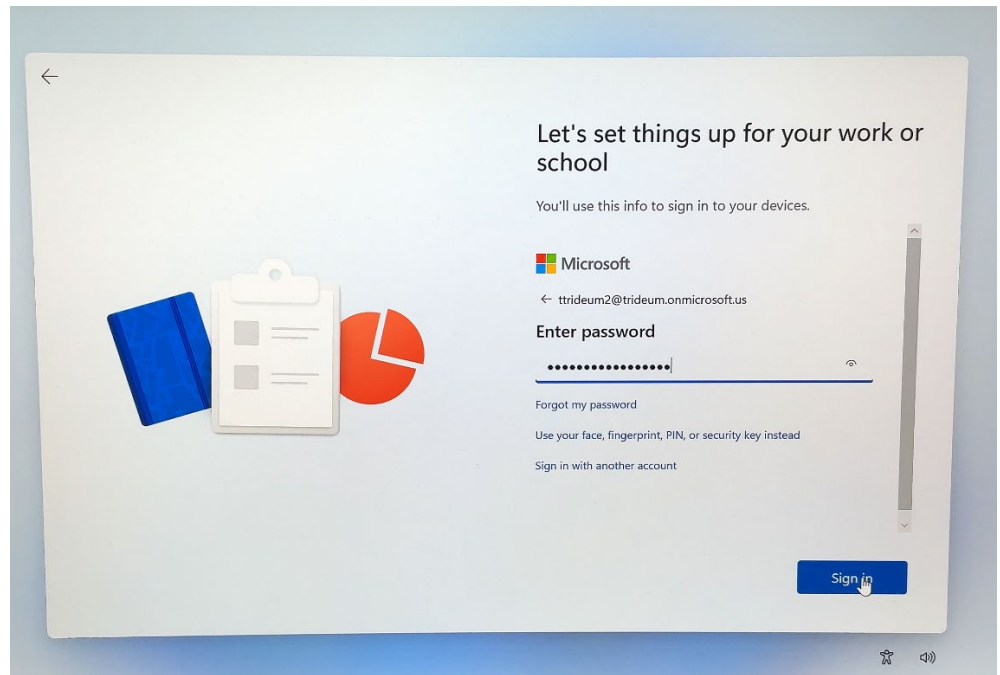 Let's set things up for your work or
school
You'll use this info to sign in to your devices.
Microsoft
ttrideum2@trideum.onmicrosoft.us
Enter password
Forgot my password
Use your face, fingerprint, PIN, or security key instead
Sign in with another account
Sign in